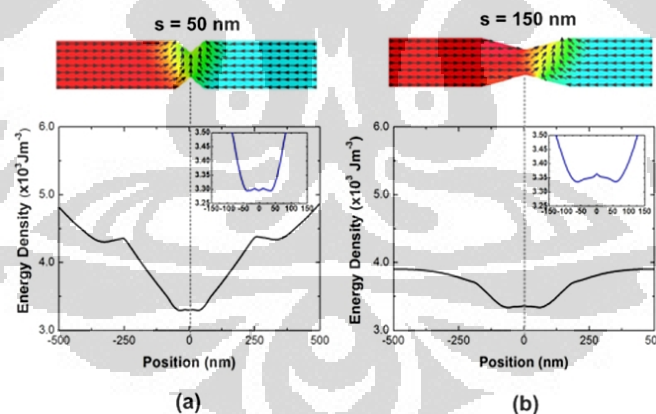 s = 50 nm
s = 150 nm
Energy Density (x10³ Jm⁻³)
6.0
5.0
4.0
3.0
3.50
3.45
3.40
3.35
3.30
3.25
-150 -100 -50 0 50 100 150
-500 -250 0 250 500
Position (nm)
(a)
Energy Density (x10³ Jm⁻³)
6.0
5.0
4.0
3.0
3.50
3.45
3.40
3.35
3.30
3.25
-150 -100 -50 0 50 100 150
-500 -250 0 250 500
Position (nm)
(b)